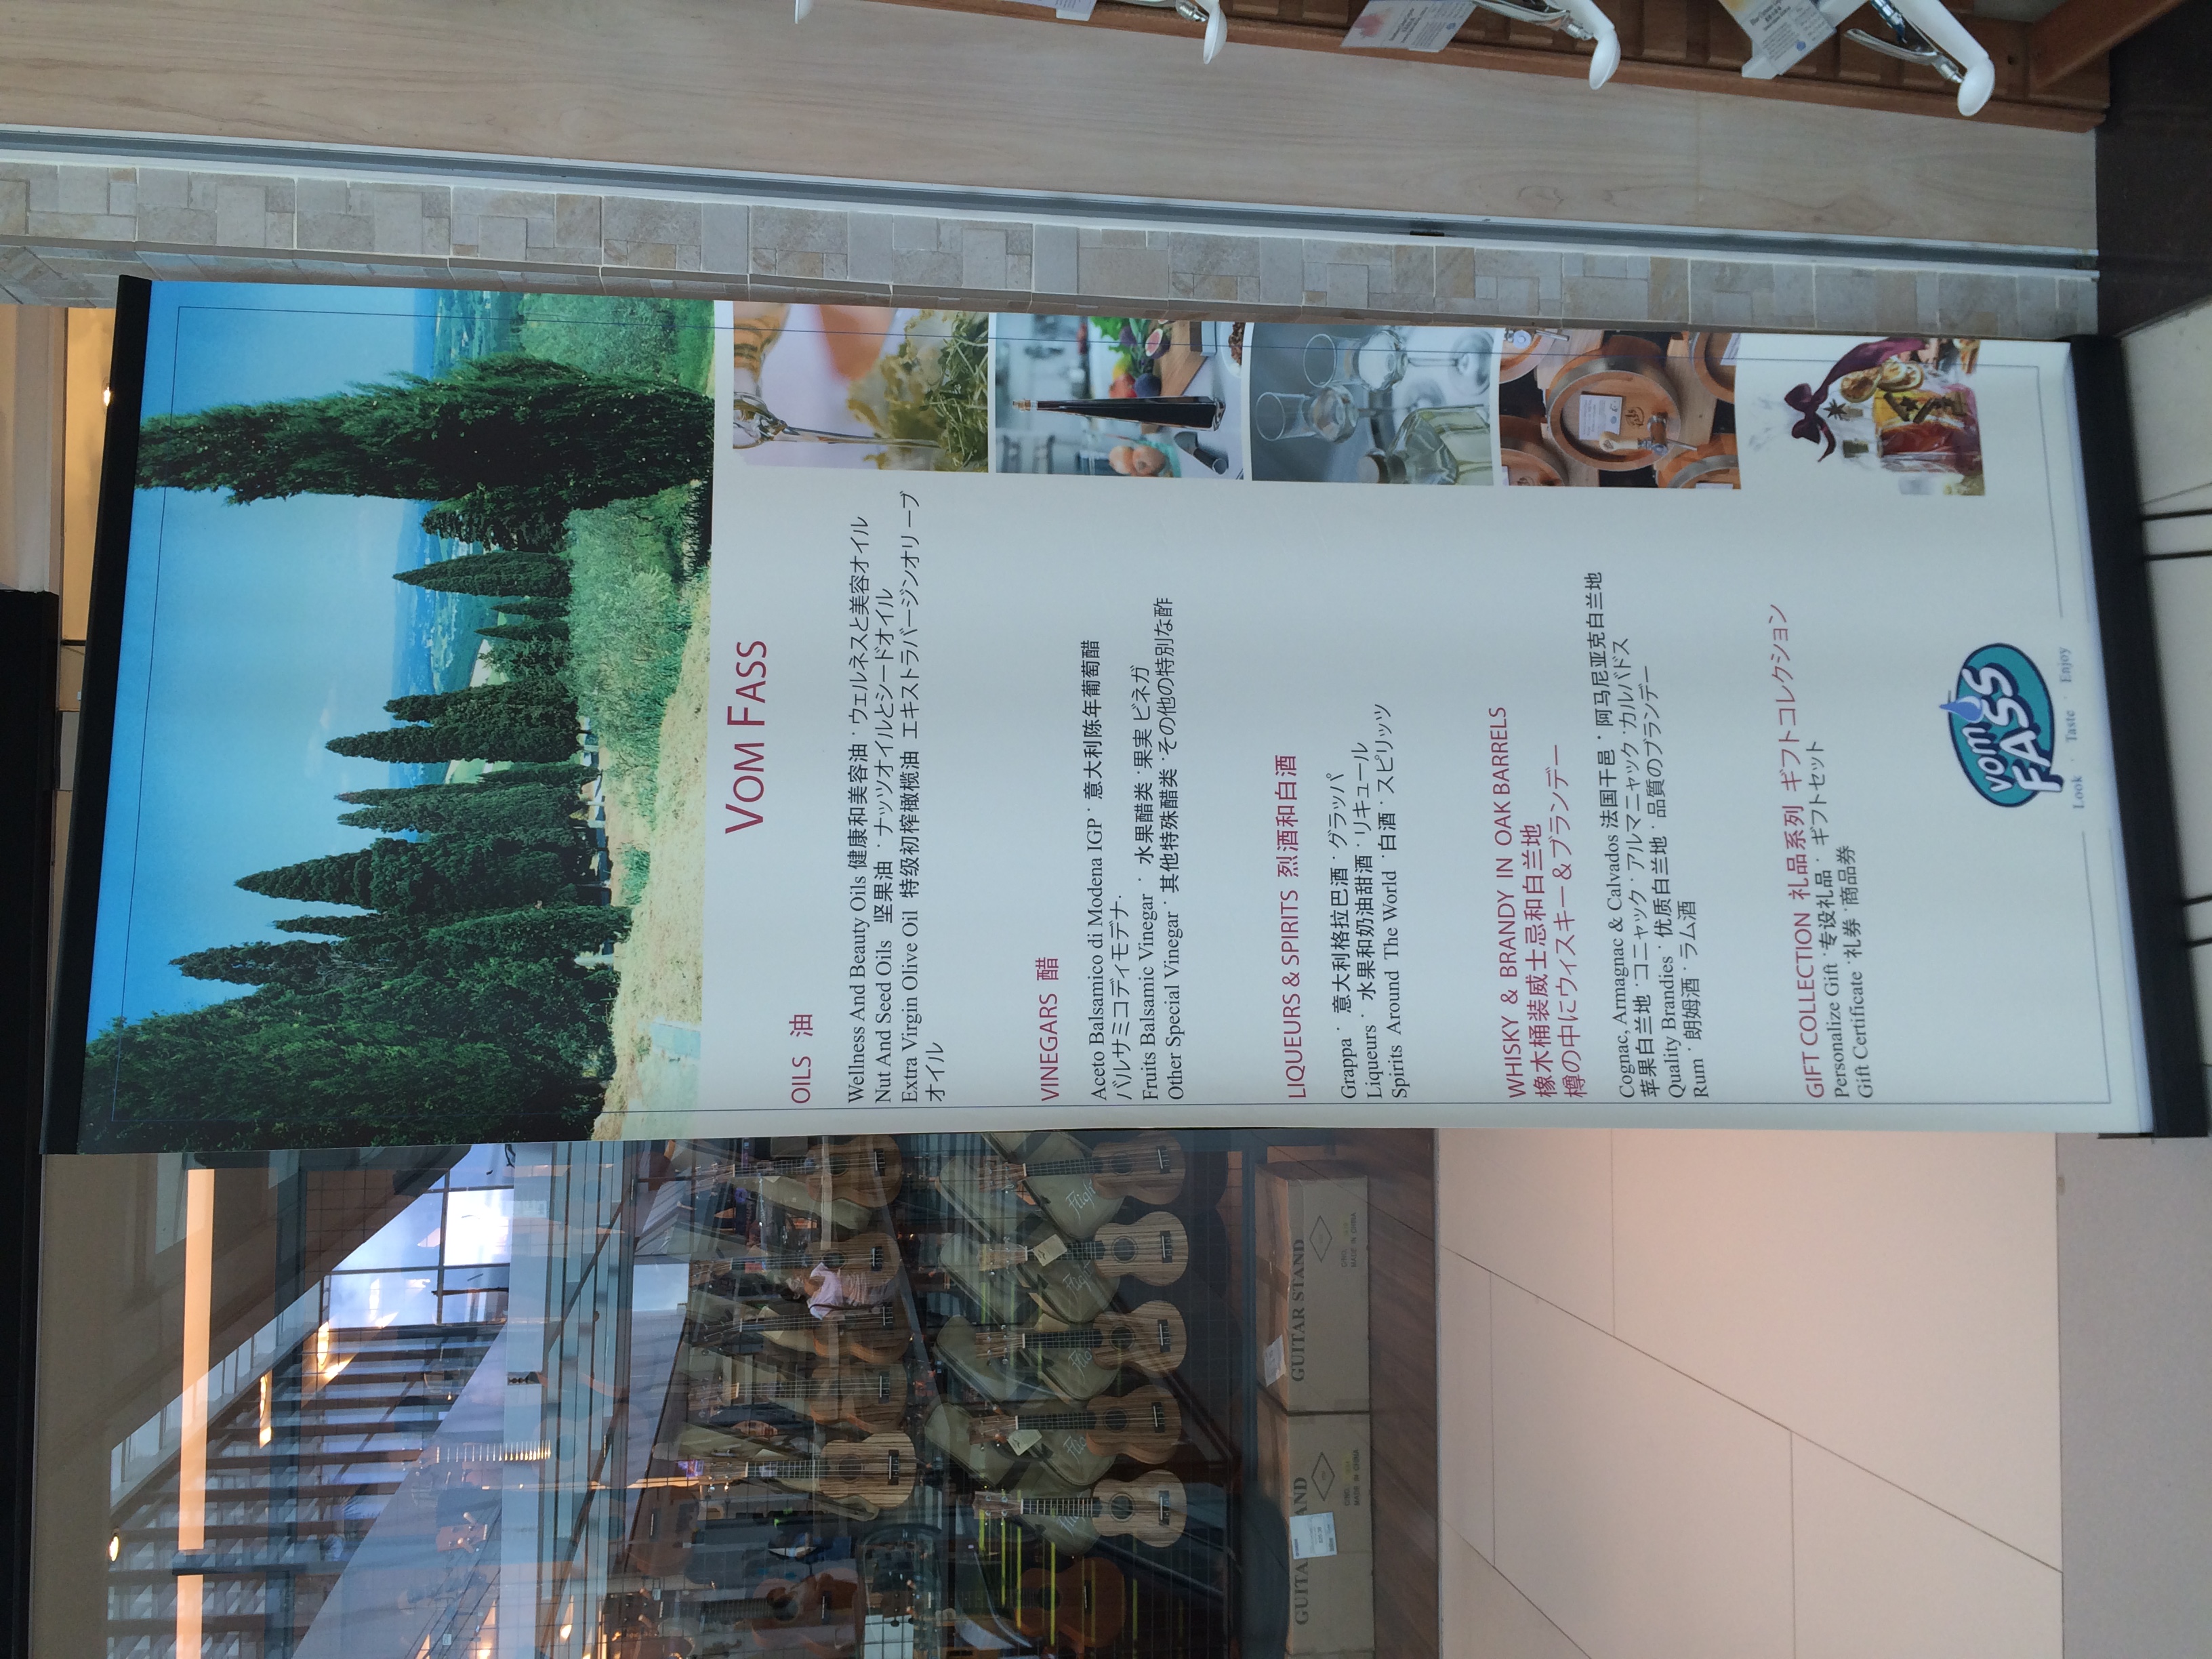 VOM FASS
OILS 油
Wellness And Beauty Oils 健康和美容油 · ウェルネスと美容オイル
Nut And Seed Oils 坚果油 · ナッツオイルとシードオイル
Extra Virgin Olive Oil 特级初榨橄榄油 エキストラバージンオリーブ
オイル
VINEGARS 醋
Aceto Balsamico di Modena IGP · 意大利陈年葡萄醋
バルサミコディモデナ·
Fruits Balsamic Vinegar · 水果醋类 ·果実 ビネガ
Other Special Vinegar · 其他特殊醋类 ·その他の特別な酢
LIQUEURS & SPIRITS 烈酒和白酒
Grappa · 意大利格拉巴酒 · グラッパ
Liqueurs · 水果和奶油甜酒 · リキュール
Spirits Around The World ·白酒 · スピリッツ
WHISKY & BRANDY IN OAK BARRELS
橡木桶装威士忌和白兰地
樽の中にウィスキー＆ブランデー
Cognac, Armagnac & Calvados 法国干邑 · 阿马尼亚克白兰地
苹果白兰地 ·コニャック · アルマニャック ·カルバドス
Quality Brandies · 优质白兰地 · 品質のブランデー
Rum · 朗姆酒 · ラム酒
GIFT COLLECTION 礼品系列 ギフトコレクション
Personalize Gift ·专设礼品 · ギフトセット
Gift Certificate ·礼券 ·商品券
vom
FASS
Look · Taste · Enjoy
GUITAR STAND
MADE IN CHINA
GUITAR STAND
MADE IN CHINA